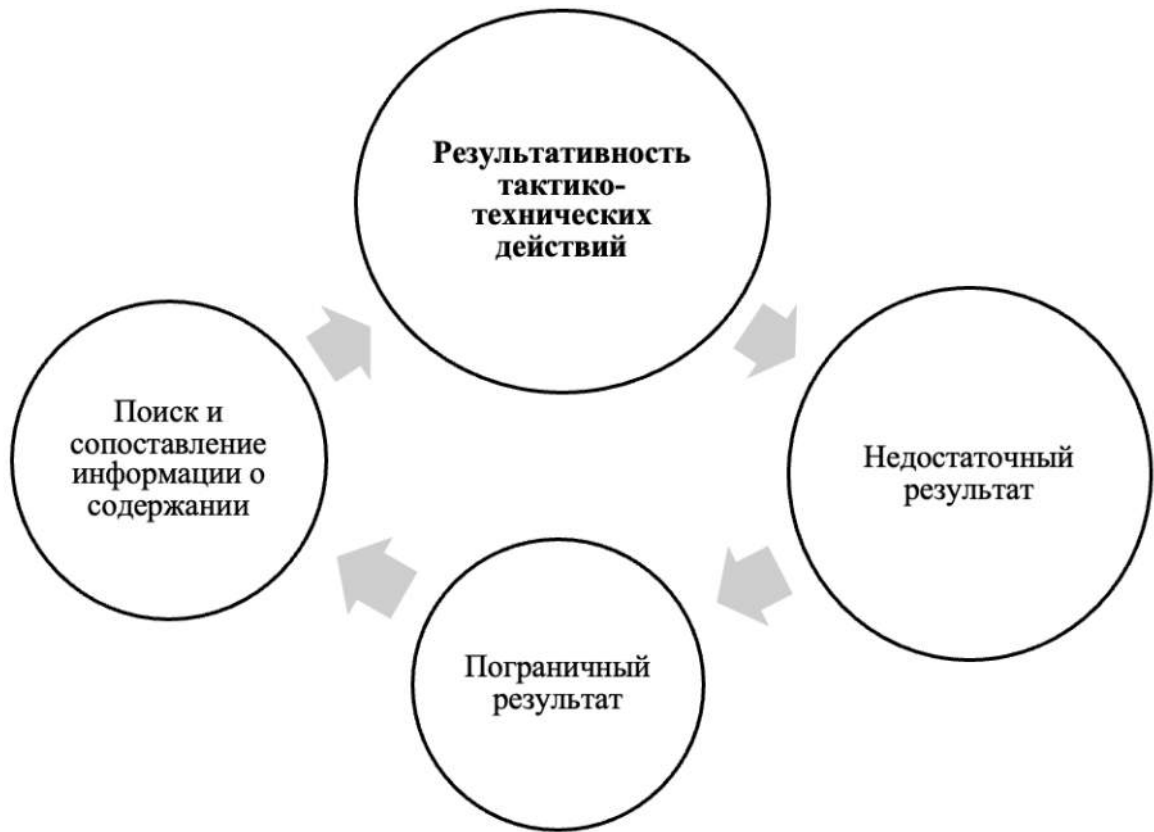 Результативность
тактико-
технических
действий
Поиск и
сопоставление
информации о
содержании
Недостаточный
результат
Пограничный
результат